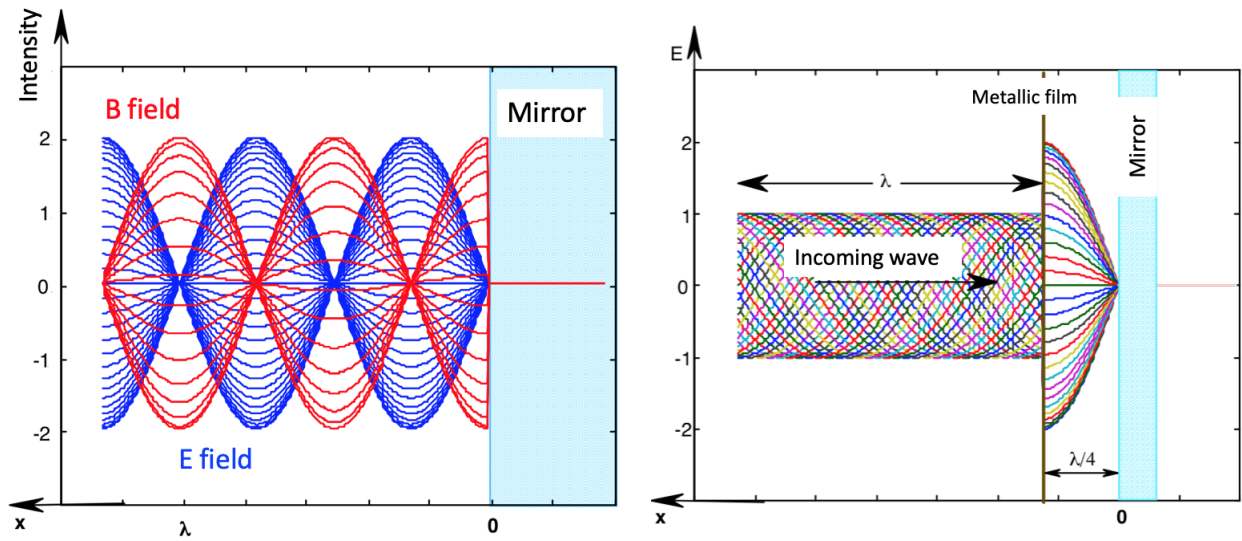 Intensity
B field
Mirror
2
1
0
-1
-2
E field
x
λ
0
E
Metallic film
Mirror
2
λ
1
Incoming wave
0
-1
-2
λ/4
x
0